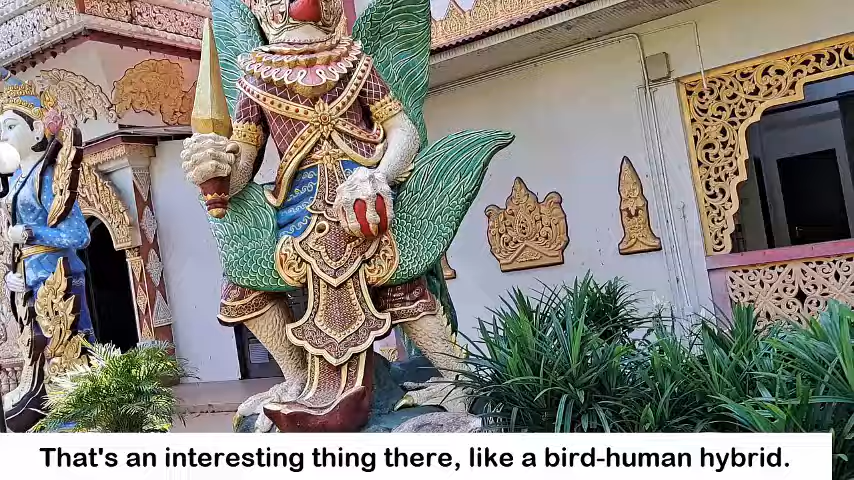 That's an interesting thing there, like a bird-human hybrid.